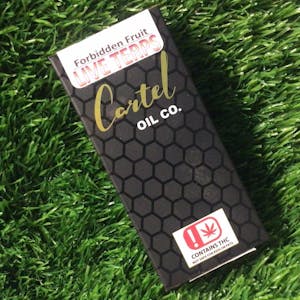 Forbidden Fruit
LIVE TERPS
Cartel
OIL CO.
CONTAINS THC